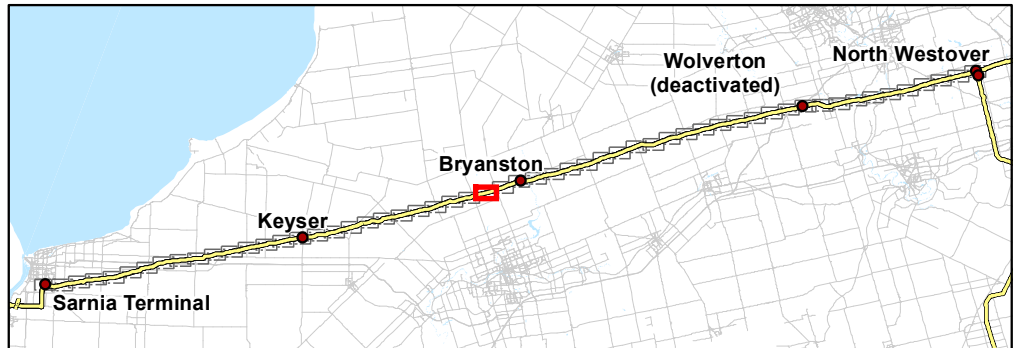 Wolverton
(deactivated)
North Westover
Bryanston
Keyser
Sarnia Terminal